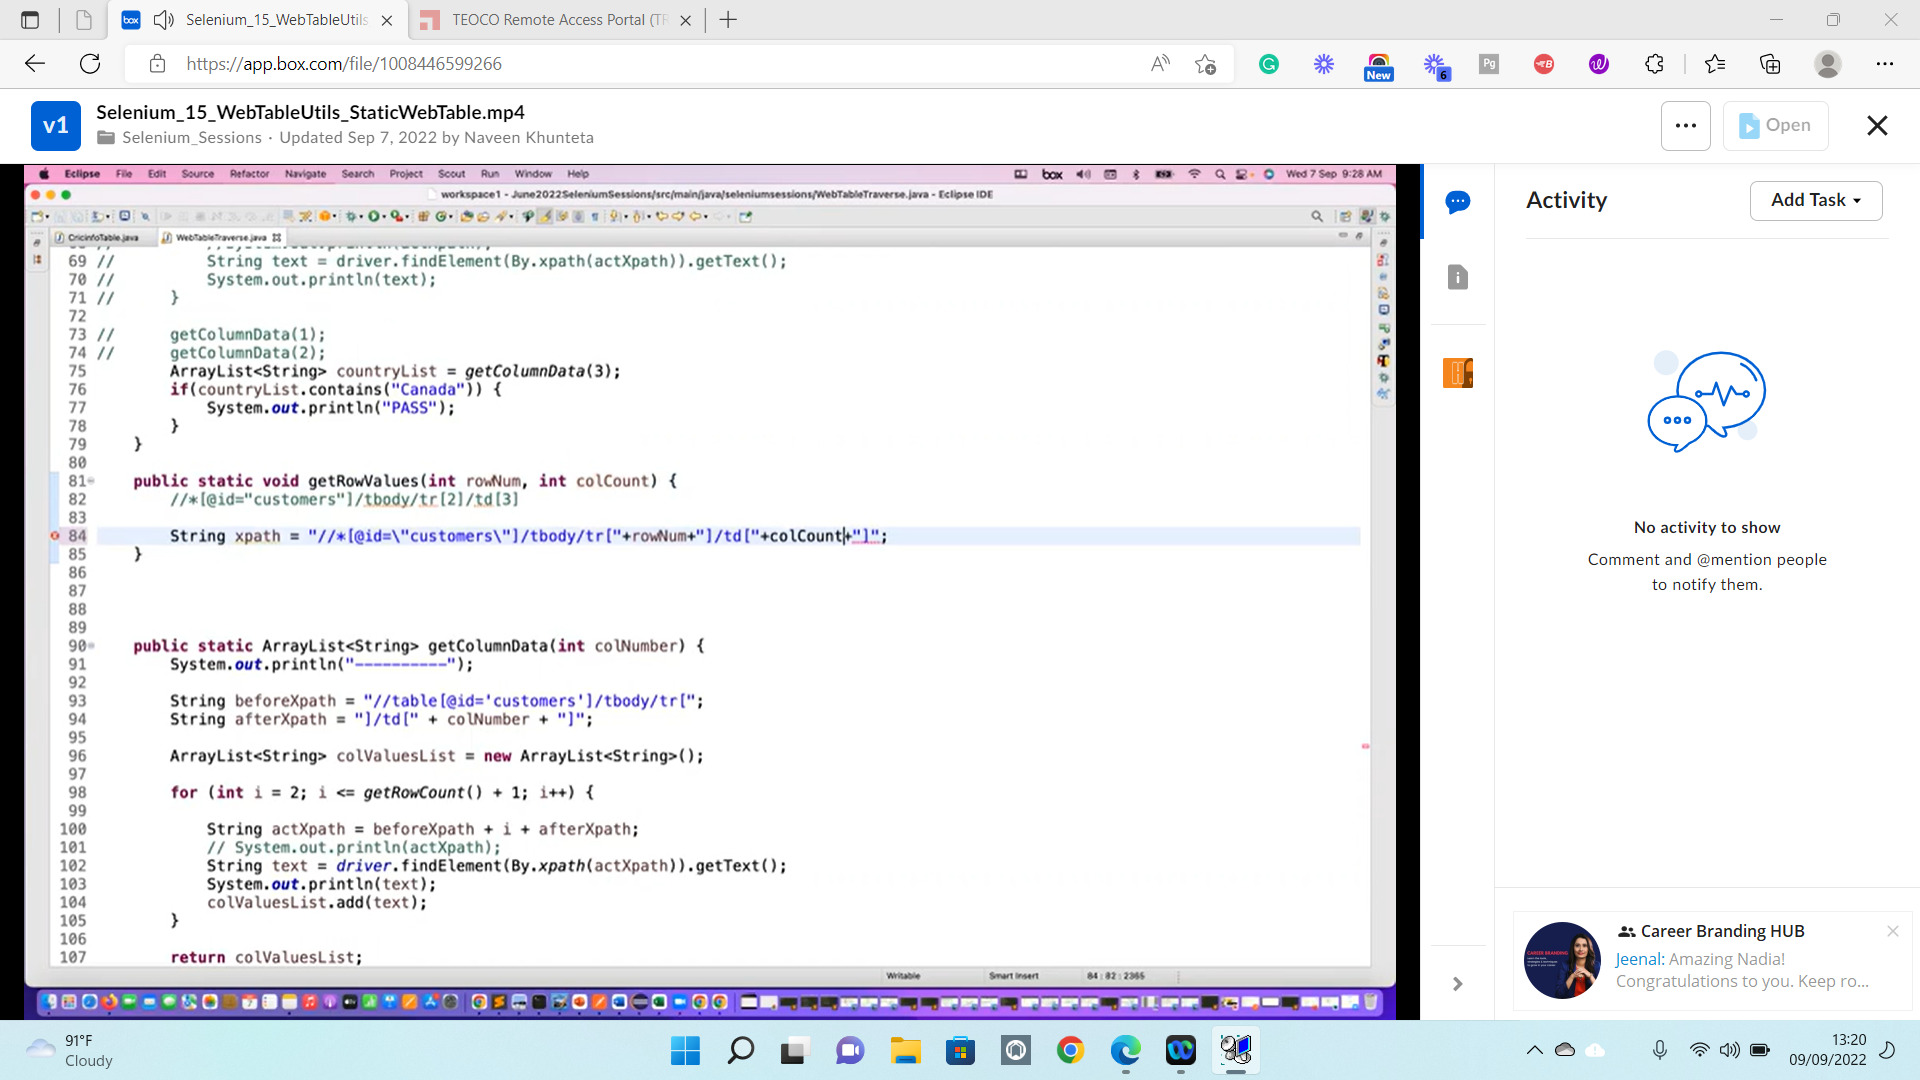 Selenium_15_WebTableUtils
TEOCO Remote Access Portal (TR
https://app.box.com/file/1008446599266
New
6
Pg
v1
Selenium_15_WebTableUtils_StaticWebTable.mp4
Selenium_Sessions · Updated Sep 7, 2022 by Naveen Khunteta
Open
Eclipse File Edit Source Refactor Navigate Search Project Scout Run Window Help
box
Wed 7 Sep 9:28 AM
workspace1 - June2022SeleniumSessions/src/main/java/seleniumsessions/WebTableTraverse.java - Eclipse IDE
CricinfoTable.java
WebTableTraverse.java
69 // String text = driver.findElement(By.xpath(actXpath)).getText();
70 // System.out.println(text);
71 // }
72
73 // getColumnData(1);
74 // getColumnData(2);
75 ArrayList<String> countryList = getColumnData(3);
76 if(countryList.contains("Canada")) {
77 System.out.println("PASS");
78 }
79 }
80
81 public static void getRowValues(int rowNum, int colCount) {
82 //*[@id="customers"]/tbody/tr[2]/td[3]
83
84 String xpath = "//*[@id=\"customers\"]/tbody/tr["+rowNum+"]/td["+colCount+"]";
85 }
86
87
88
89
90 public static ArrayList<String> getColumnData(int colNumber) {
91 System.out.println("----------");
92
93 String beforeXpath = "//table[@id='customers']/tbody/tr[";
94 String afterXpath = "]/td[" + colNumber + "]";
95
96 ArrayList<String> colValuesList = new ArrayList<String>();
97
98 for (int i = 2; i <= getRowCount() + 1; i++) {
99
100 String actXpath = beforeXpath + i + afterXpath;
101 // System.out.println(actXpath);
102 String text = driver.findElement(By.xpath(actXpath)).getText();
103 System.out.println(text);
104 colValuesList.add(text);
105 }
106
107 return colValuesList;
Writable
Smart Insert
84 : 82 : 2365
Activity
Add Task
No activity to show
Comment and @mention people
to notify them.
Career Branding HUB
Jeenal: Amazing Nadia!
Congratulations to you. Keep ro...
91°F
Cloudy
13:20
09/09/2022